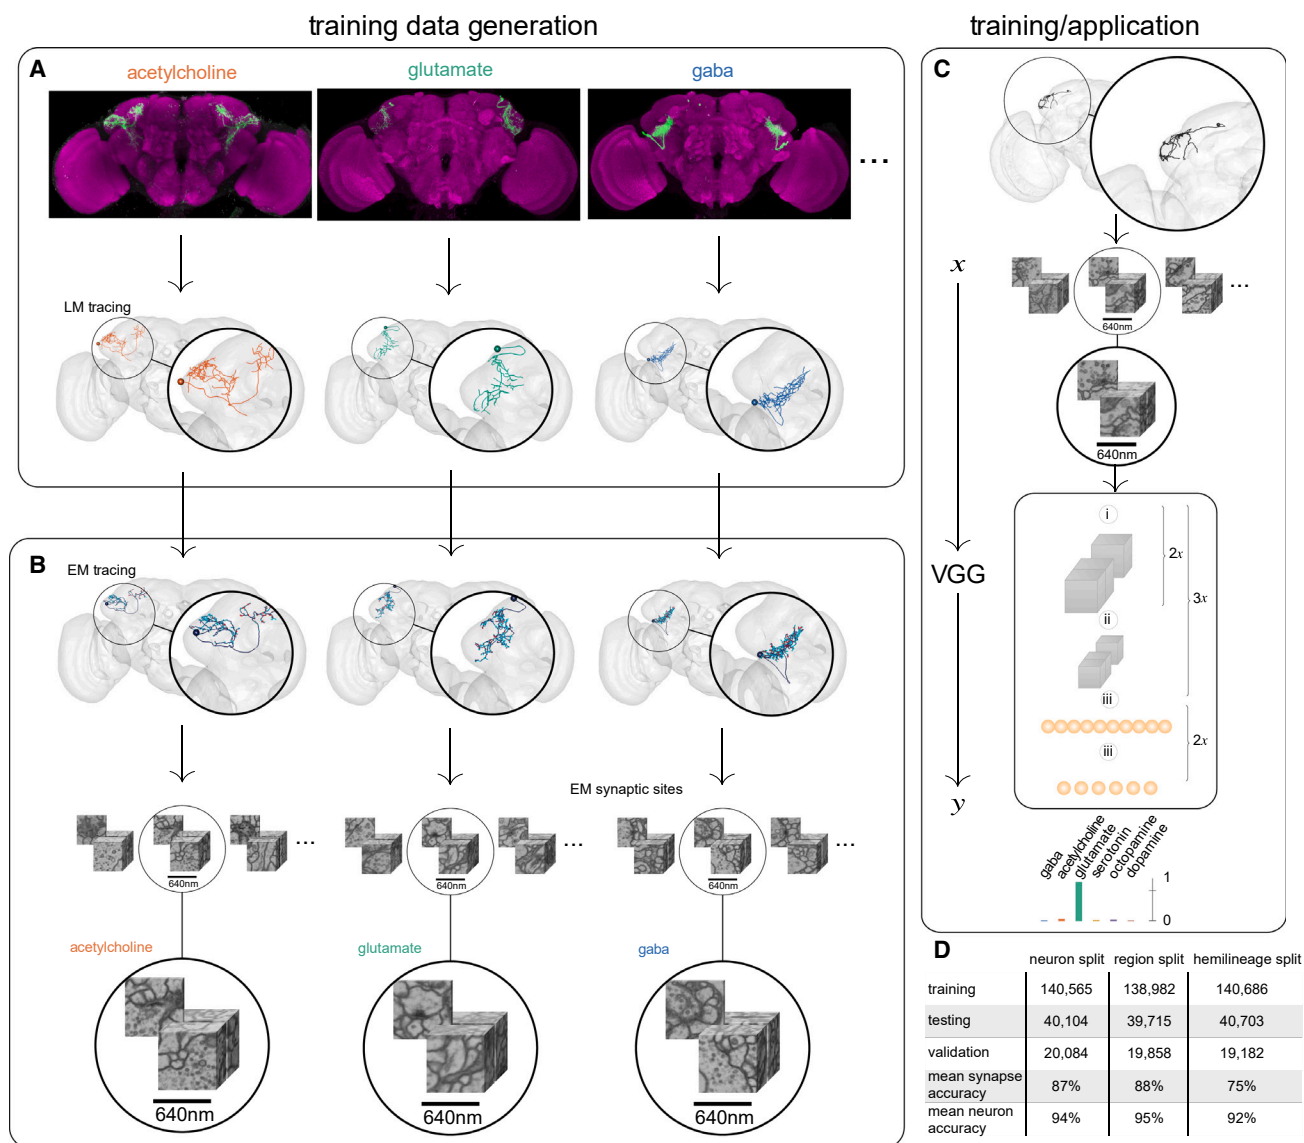 training data generation
training/application
A
acetylcholine
glutamate
gaba
...
LM tracing
B
EM tracing
EM synaptic sites
...
...
...
640nm
640nm
640nm
acetylcholine
glutamate
gaba
640nm
640nm
640nm
C
x
...
640nm
640nm
VGG
i
2x
3x
ii
iii
2x
iii
y
gaba
acetylcholine
glutamate
serotonin
octopamine
dopamine
1
0
D
neuron split region split hemilineage split
training 140,565 138,982 140,686
testing 40,104 39,715 40,703
validation 20,084 19,858 19,182
mean synapse accuracy 87% 88% 75%
mean neuron accuracy 94% 95% 92%